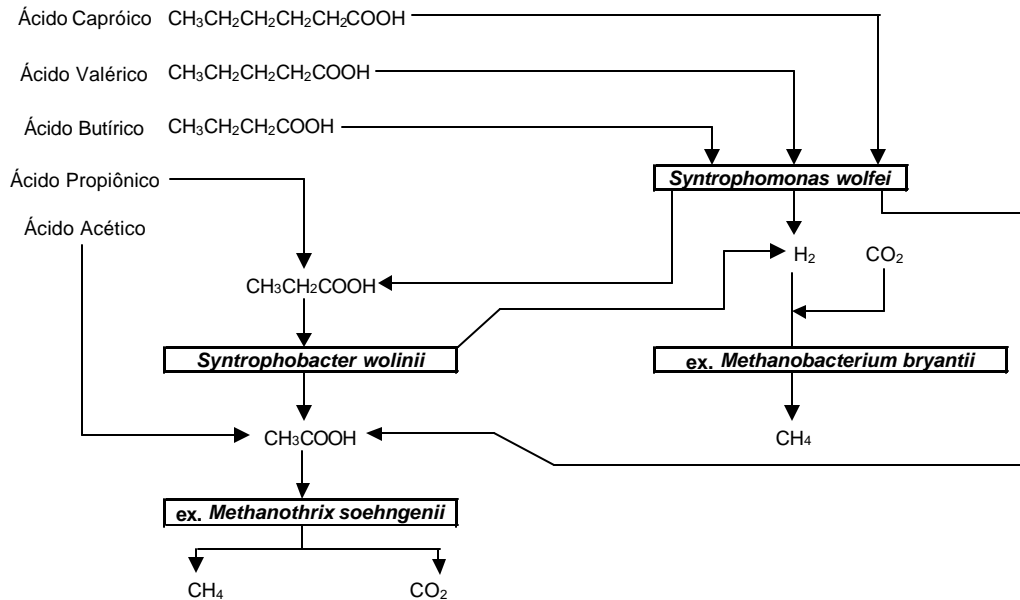 Ácido Capróico CH₃CH₂CH₂CH₂CH₂COOH
Ácido Valérico CH₃CH₂CH₂CH₂COOH
Ácido Butírico CH₃CH₂CH₂COOH
Ácido Propiônico
Syntrophomonas wolfei
Ácido Acético
H₂ CO₂
CH₃CH₂COOH
Syntrophobacter wolinii
ex. Methanobacterium bryantii
CH₃COOH
CH₄
ex. Methanothrix soehngenii
CH₄ CO₂